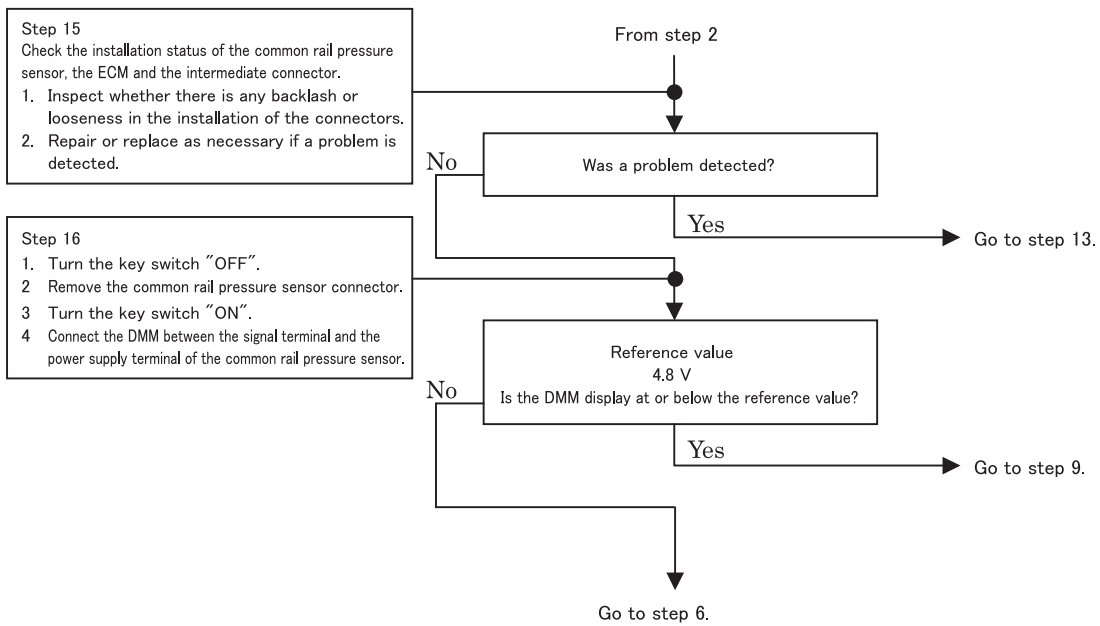 Step 15
Check the installation status of the common rail pressure
sensor, the ECM and the intermediate connector.
1. Inspect whether there is any backlash or
looseness in the installation of the connectors.
2. Repair or replace as necessary if a problem is
detected.
From step 2
Was a problem detected?
No
Yes
Go to step 13.
Step 16
1. Turn the key switch "OFF".
2 Remove the common rail pressure sensor connector.
3 Turn the key switch "ON".
4 Connect the DMM between the signal terminal and the
power supply terminal of the common rail pressure sensor.
Reference value
4.8 V
Is the DMM display at or below the reference value?
No
Yes
Go to step 9.
Go to step 6.